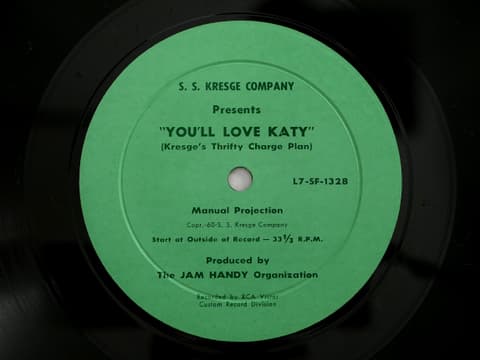 S. S. KRESGE COMPANY
Presents
"YOU'LL LOVE KATY"
(Kresge's Thrifty Charge Plan)
L7-SF-1328
Manual Projection
Copr.-60-S. S. Kresge Company
Start at Outside of Record — 33⅓ R.P.M.
Produced by
The JAM HANDY Organization
Recorded by RCA Victor
Custom Record Division